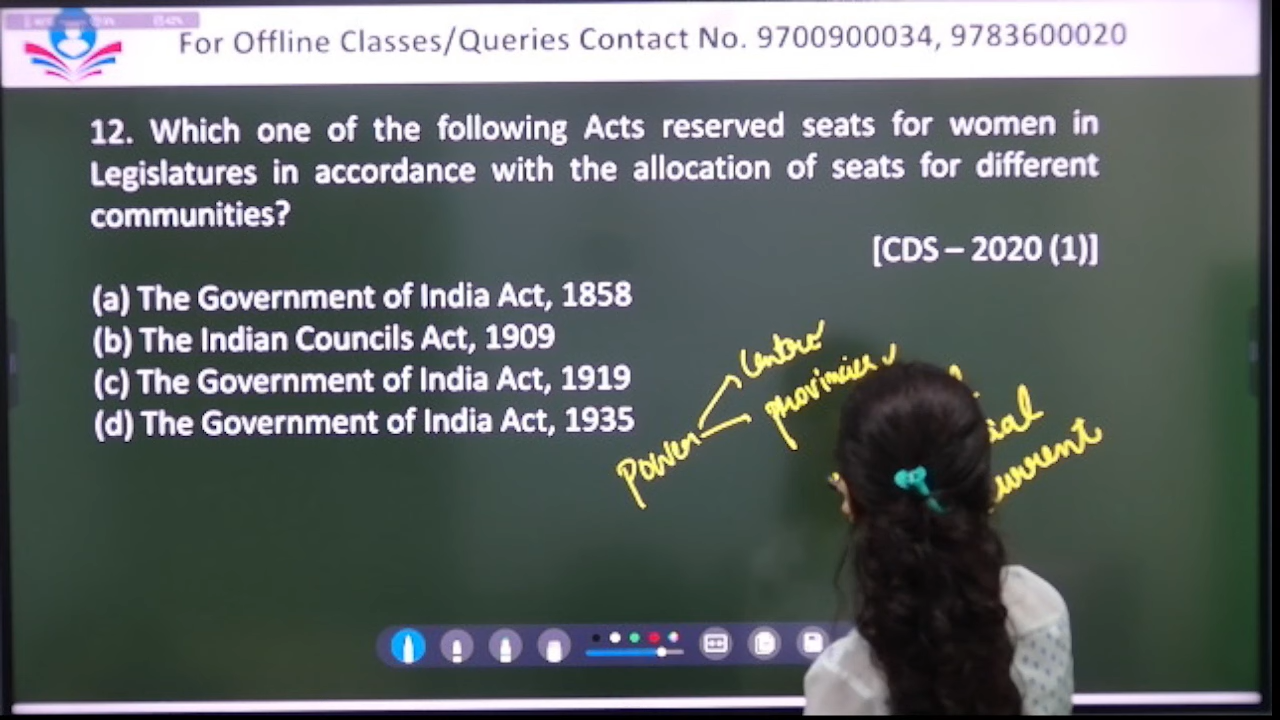 For Offline Classes/Queries Contact No. 9700900034, 9783600020
12. Which one of the following Acts reserved seats for women in
Legislatures in accordance with the allocation of seats for different
communities?
[CDS – 2020 (1)]
(a) The Government of India Act, 1858
(b) The Indian Councils Act, 1909
(c) The Government of India Act, 1919
(d) The Government of India Act, 1935
Centre
provincies
Power